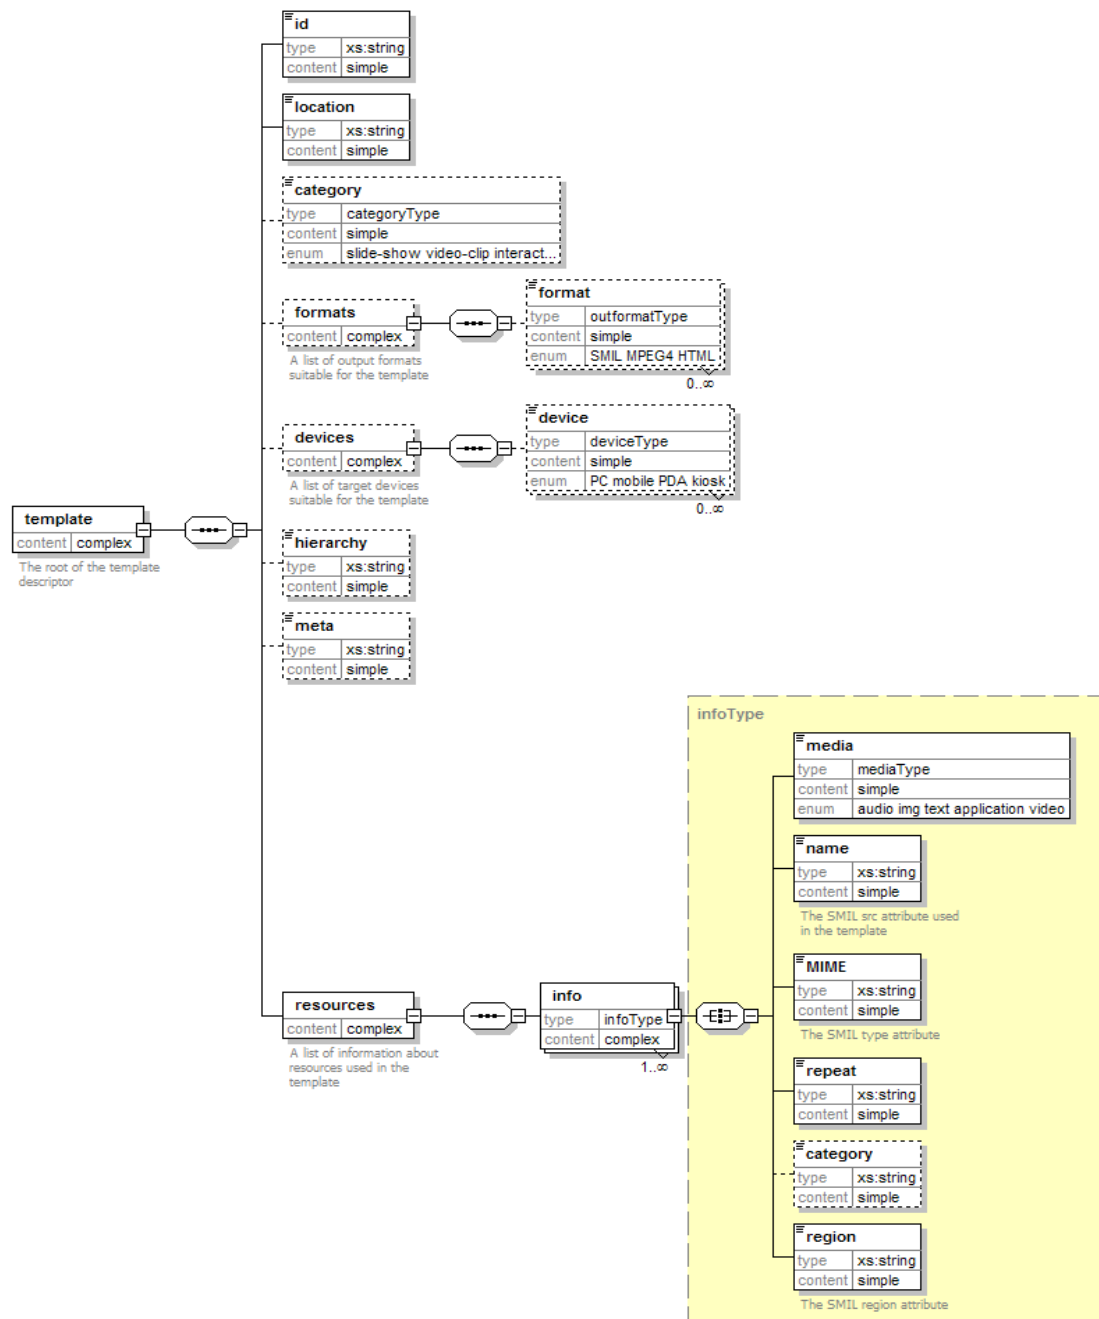 id
type xs:string
content simple
location
type xs:string
content simple
category
type categoryType
content simple
enum slide-show video-clip interact...
formats
content complex
A list of output formats
suitable for the template
format
type outformatType
content simple
enum SMIL MPEG4 HTML
0..∞
devices
content complex
A list of target devices
suitable for the template
device
type deviceType
content simple
enum PC mobile PDA kiosk
0..∞
template
content complex
The root of the template
descriptor
hierarchy
type xs:string
content simple
meta
type xs:string
content simple
resources
content complex
A list of information about
resources used in the
template
info
type infoType
content complex
1..∞
infoType
media
type mediaType
content simple
enum audio img text application video
name
type xs:string
content simple
The SMIL src attribute used
in the template
MIME
type xs:string
content simple
The SMIL type attribute
repeat
type xs:string
content simple
category
type xs:string
content simple
region
type xs:string
content simple
The SMIL region attribute